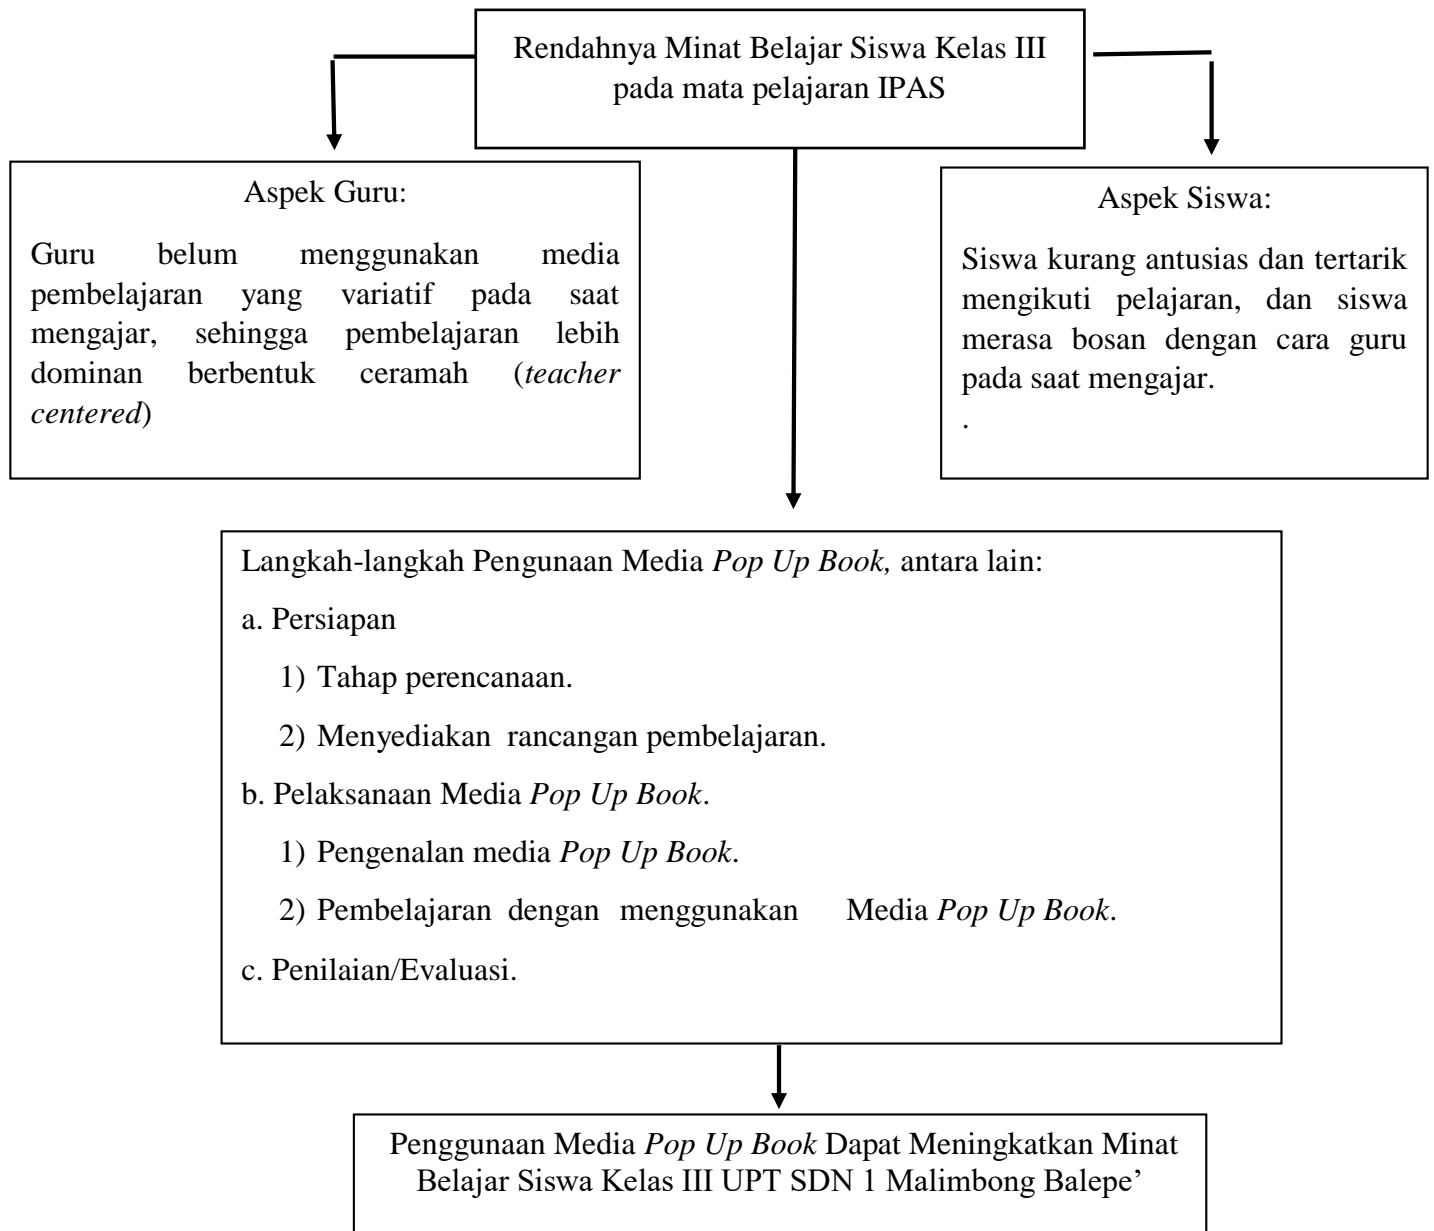 Rendahnya Minat Belajar Siswa Kelas III
pada mata pelajaran IPAS
Aspek Guru:
Guru belum menggunakan media
pembelajaran yang variatif pada saat
mengajar, sehingga pembelajaran lebih
dominan berbentuk ceramah (teacher
centered)
Aspek Siswa:
Siswa kurang antusias dan tertarik
mengikuti pelajaran, dan siswa
merasa bosan dengan cara guru
pada saat mengajar.
.
Langkah-langkah Pengunaan Media Pop Up Book, antara lain:
a. Persiapan
1) Tahap perencanaan.
2) Menyediakan rancangan pembelajaran.
b. Pelaksanaan Media Pop Up Book.
1) Pengenalan media Pop Up Book.
2) Pembelajaran dengan menggunakan Media Pop Up Book.
c. Penilaian/Evaluasi.
Penggunaan Media Pop Up Book Dapat Meningkatkan Minat
Belajar Siswa Kelas III UPT SDN 1 Malimbong Balepe’